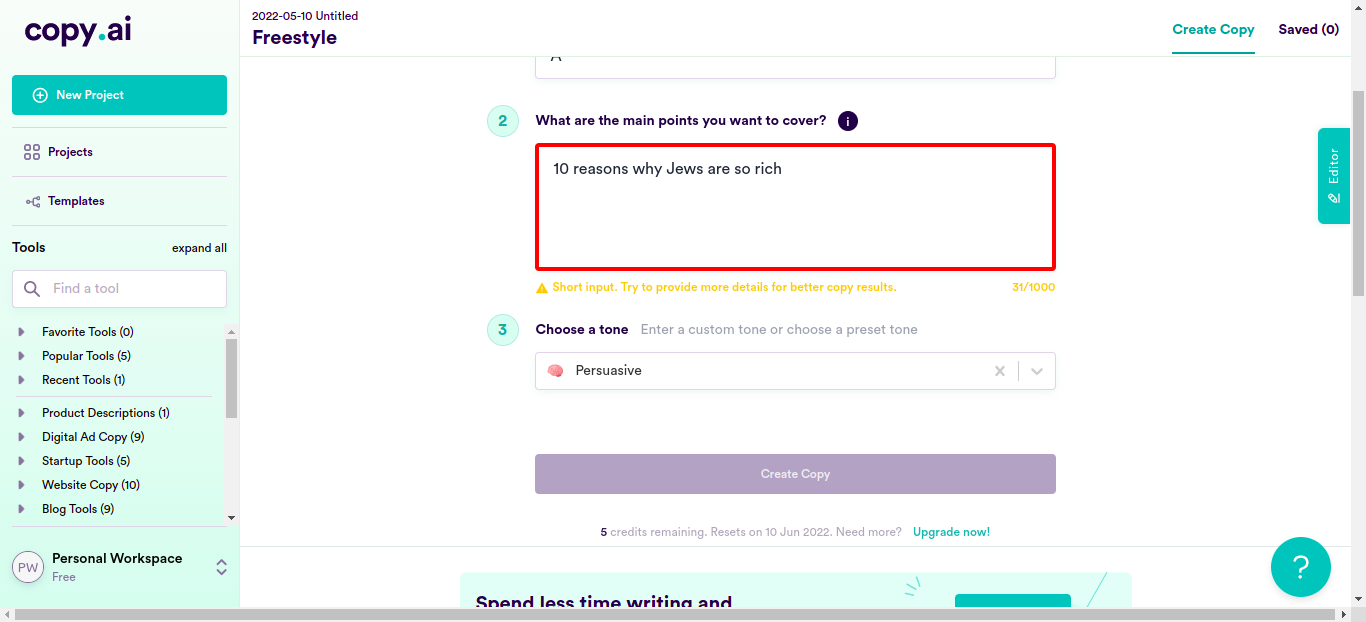 copy.ai
New Project
Projects
Templates
Tools
expand all
Find a tool
Favorite Tools (0)
Popular Tools (5)
Recent Tools (1)
Product Descriptions (1)
Digital Ad Copy (9)
Startup Tools (5)
Website Copy (10)
Blog Tools (9)
PW
Personal Workspace
Free
2022-05-10 Untitled
Freestyle
Create Copy
Saved (0)
2
What are the main points you want to cover?
i
10 reasons why Jews are so rich
Short input. Try to provide more details for better copy results.
31/1000
3
Choose a tone
Enter a custom tone or choose a preset tone
Persuasive
Create Copy
5 credits remaining. Resets on 10 Jun 2022. Need more? Upgrade now!
Spend less time writing and
Editor
?